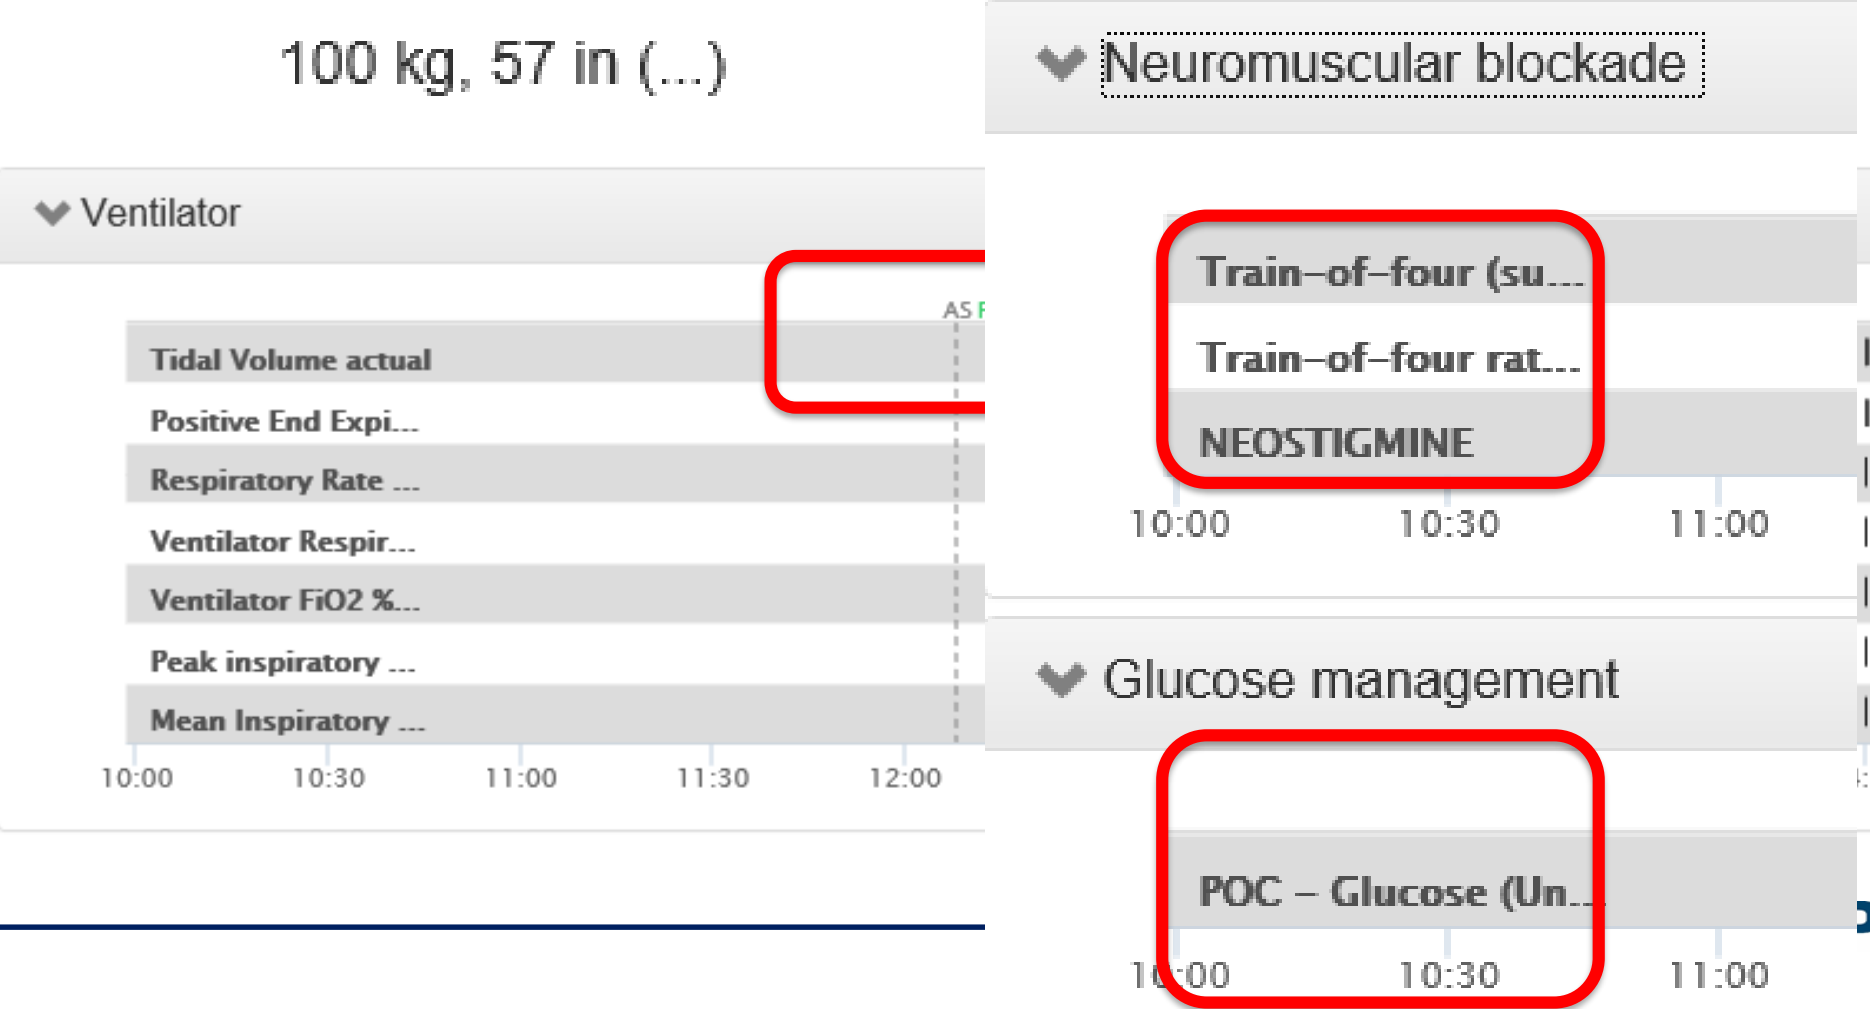 100 kg, 57 in (...)
Ventilator
AS
Tidal Volume actual
Positive End Expi...
Respiratory Rate ...
Ventilator Respir...
Ventilator FiO2 %...
Peak inspiratory ...
Mean Inspiratory ...
10:00 10:30 11:00 11:30 12:00
Neuromuscular blockade
Train-of-four (su...
Train-of-four rat...
NEOSTIGMINE
10:00 10:30 11:00
Glucose management
POC - Glucose (Un...
10:00 10:30 11:00